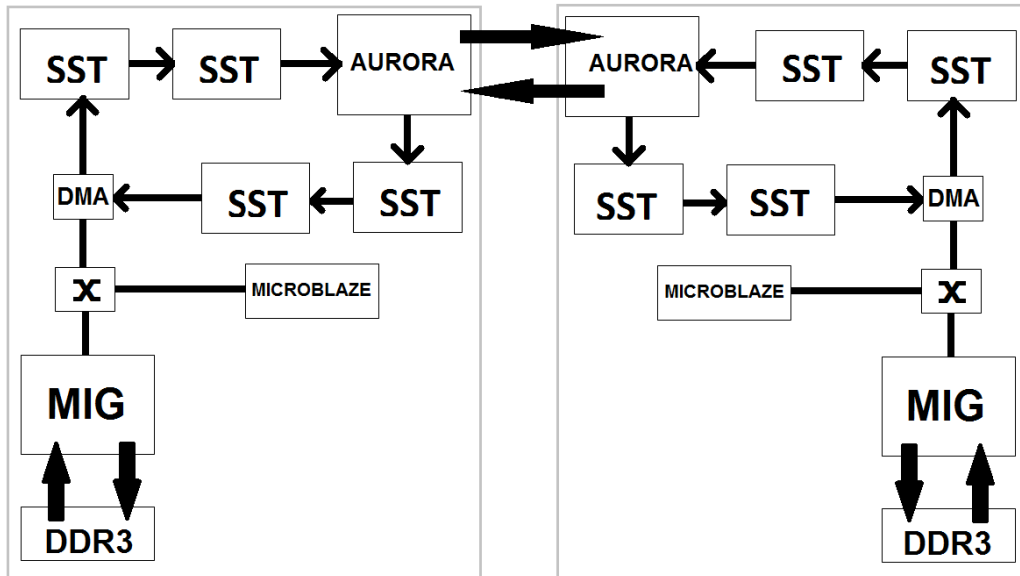 SST
SST
AURORA
AURORA
SST
SST
DMA
SST
SST
SST
SST
DMA
X
MICROBLAZE
MICROBLAZE
X
MIG
MIG
DDR3
DDR3